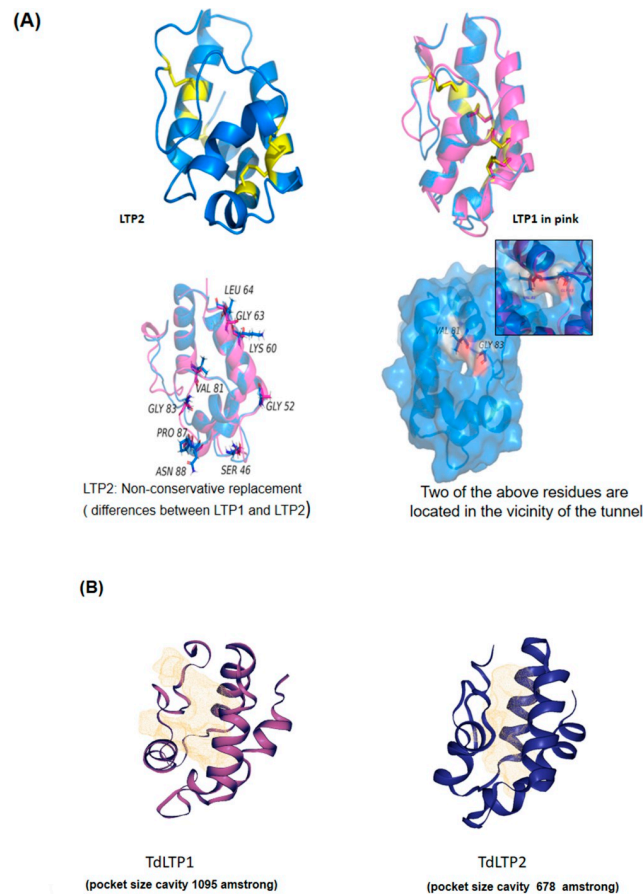 (A)
LTP2
LTP1 in pink
LEU 64
GLY 63
LYS 60
VAL 81
GLY 83
GLY 52
PRO 87
ASN 88
SER 46
VAL 81
GLY 83
LTP2: Non-conservative replacement
( differences between LTP1 and LTP2)
Two of the above residues are
located in the vicinity of the tunnel
(B)
TdLTP1
(pocket size cavity 1095 amstrong)
TdLTP2
(pocket size cavity 678 amstrong)